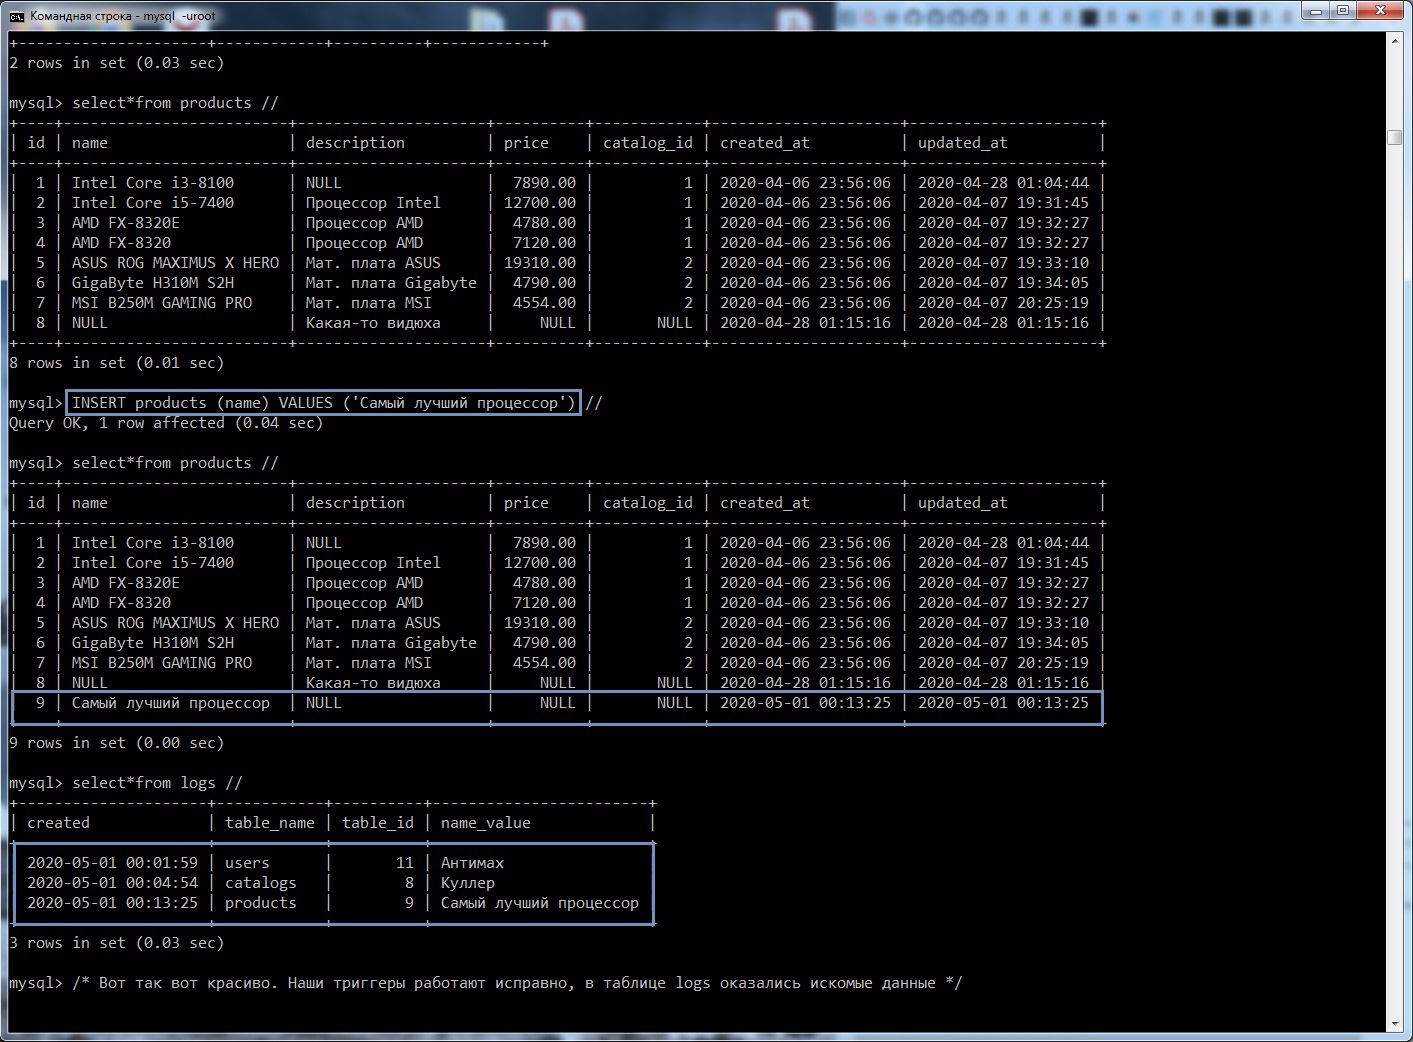 Командная строка - mysql -uroot
+---------------------+------------+----------+------------+
2 rows in set (0.03 sec)
mysql> select*from products //
+----+-------------------------+---------------------+----------+------------+---------------------+---------------------+
| id | name                    | description         | price    | catalog_id | created_at          | updated_at          |
+----+-------------------------+---------------------+----------+------------+---------------------+---------------------+
|  1 | Intel Core i3-8100      | NULL                |  7890.00 |          1 | 2020-04-06 23:56:06 | 2020-04-28 01:04:44 |
|  2 | Intel Core i5-7400      | Процессор Intel     | 12700.00 |          1 | 2020-04-06 23:56:06 | 2020-04-07 19:31:45 |
|  3 | AMD FX-8320E            | Процессор AMD       |  4780.00 |          1 | 2020-04-06 23:56:06 | 2020-04-07 19:32:27 |
|  4 | AMD FX-8320             | Процессор AMD       |  7120.00 |          1 | 2020-04-06 23:56:06 | 2020-04-07 19:32:27 |
|  5 | ASUS ROG MAXIMUS X HERO | Мат. плата ASUS     | 19310.00 |          2 | 2020-04-06 23:56:06 | 2020-04-07 19:33:10 |
|  6 | GigaByte H310M S2H      | Мат. плата Gigabyte |  4790.00 |          2 | 2020-04-06 23:56:06 | 2020-04-07 19:34:05 |
|  7 | MSI B250M GAMING PRO    | Мат. плата MSI      |  4554.00 |          2 | 2020-04-06 23:56:06 | 2020-04-07 20:25:19 |
|  8 | NULL                    | Какая-то видюха     |     NULL |       NULL | 2020-04-28 01:15:16 | 2020-04-28 01:15:16 |
+----+-------------------------+---------------------+----------+------------+---------------------+---------------------+
8 rows in set (0.01 sec)
mysql> INSERT products (name) VALUES ('Самый лучший процессор') //
Query OK, 1 row affected (0.04 sec)
mysql> select*from products //
+----+-------------------------+---------------------+----------+------------+---------------------+---------------------+
| id | name                    | description         | price    | catalog_id | created_at          | updated_at          |
+----+-------------------------+---------------------+----------+------------+---------------------+---------------------+
|  1 | Intel Core i3-8100      | NULL                |  7890.00 |          1 | 2020-04-06 23:56:06 | 2020-04-28 01:04:44 |
|  2 | Intel Core i5-7400      | Процессор Intel     | 12700.00 |          1 | 2020-04-06 23:56:06 | 2020-04-07 19:31:45 |
|  3 | AMD FX-8320E            | Процессор AMD       |  4780.00 |          1 | 2020-04-06 23:56:06 | 2020-04-07 19:32:27 |
|  4 | AMD FX-8320             | Процессор AMD       |  7120.00 |          1 | 2020-04-06 23:56:06 | 2020-04-07 19:32:27 |
|  5 | ASUS ROG MAXIMUS X HERO | Мат. плата ASUS     | 19310.00 |          2 | 2020-04-06 23:56:06 | 2020-04-07 19:33:10 |
|  6 | GigaByte H310M S2H      | Мат. плата Gigabyte |  4790.00 |          2 | 2020-04-06 23:56:06 | 2020-04-07 19:34:05 |
|  7 | MSI B250M GAMING PRO    | Мат. плата MSI      |  4554.00 |          2 | 2020-04-06 23:56:06 | 2020-04-07 20:25:19 |
|  8 | NULL                    | Какая-то видюха     |     NULL |       NULL | 2020-04-28 01:15:16 | 2020-04-28 01:15:16 |
|  9 | Самый лучший процессор  | NULL                |     NULL |       NULL | 2020-05-01 00:13:25 | 2020-05-01 00:13:25 |
9 rows in set (0.00 sec)
mysql> select*from logs //
+---------------------+------------+----------+------------------------+
| created             | table_name | table_id | name_value             |
| 2020-05-01 00:01:59 | users      |       11 | Антимах                |
| 2020-05-01 00:04:54 | catalogs   |        8 | Куллер                 |
| 2020-05-01 00:13:25 | products   |        9 | Самый лучший процессор |
3 rows in set (0.03 sec)
mysql> /* Вот так вот красиво. Наши триггеры работают исправно, в таблице logs оказались искомые данные */